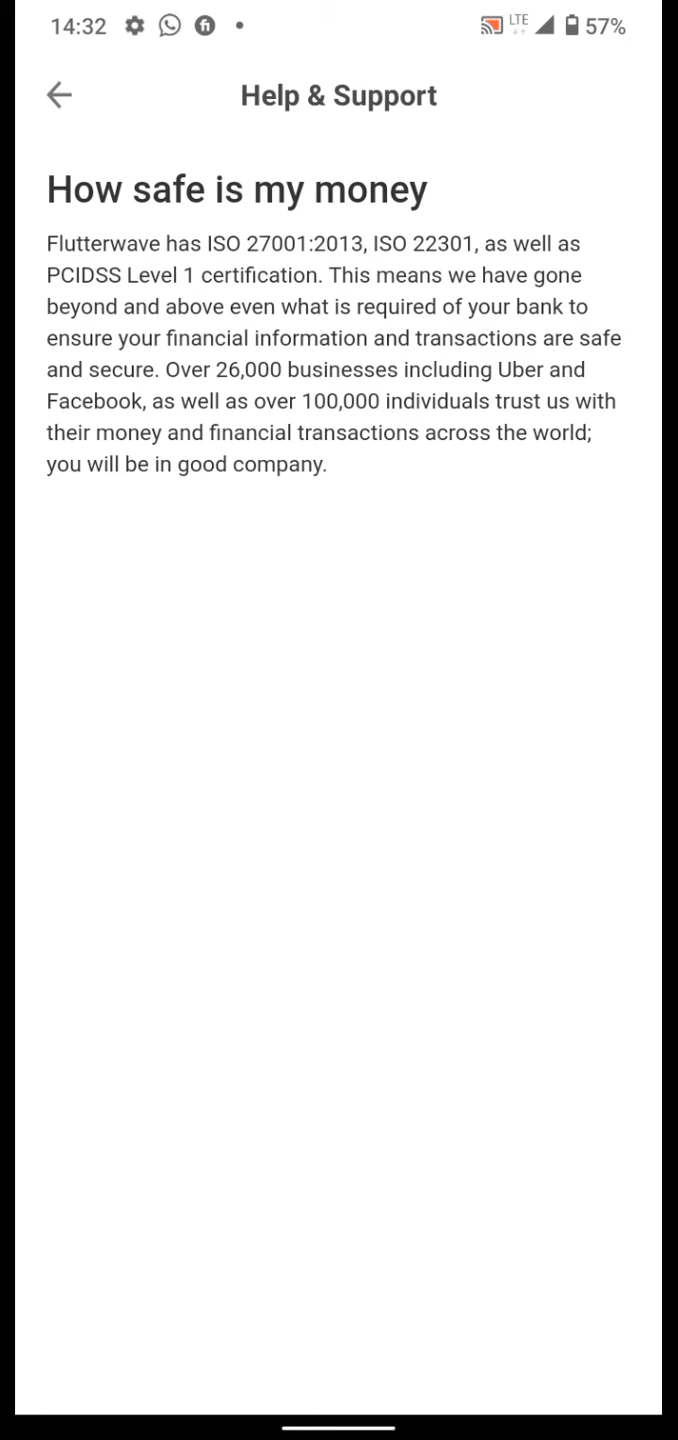 14:32
LTE
57%
Help & Support
How safe is my money
Flutterwave has ISO 27001:2013, ISO 22301, as well as
PCIDSS Level 1 certification. This means we have gone
beyond and above even what is required of your bank to
ensure your financial information and transactions are safe
and secure. Over 26,000 businesses including Uber and
Facebook, as well as over 100,000 individuals trust us with
their money and financial transactions across the world;
you will be in good company.